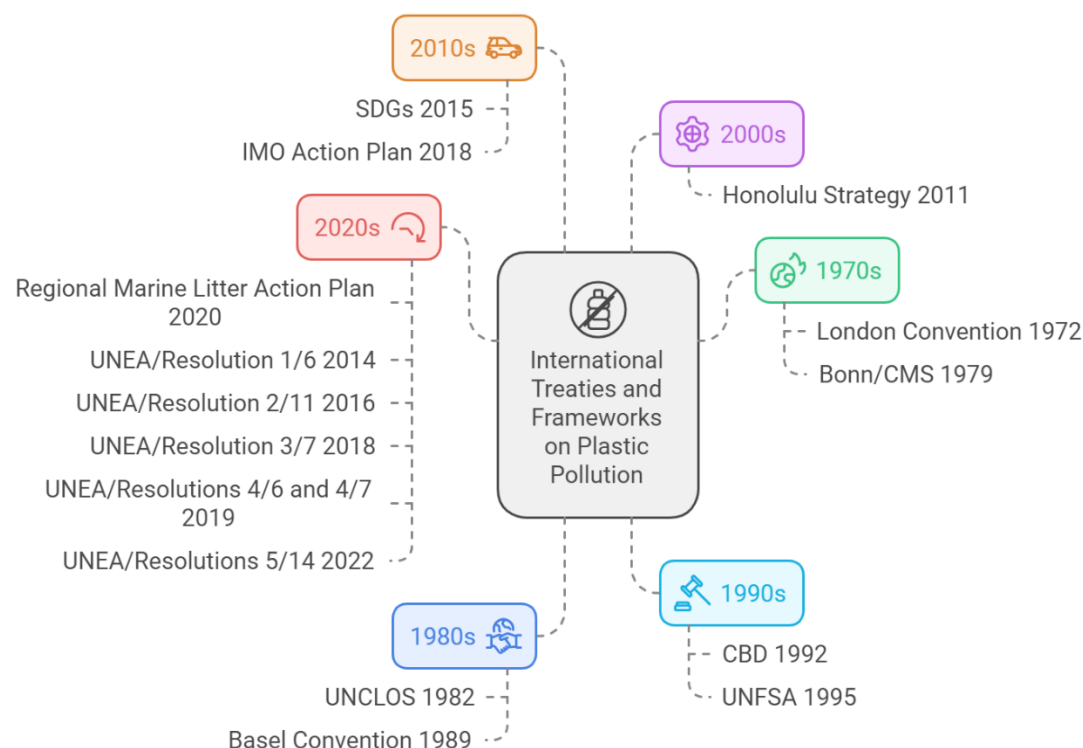 2010s
SDGs 2015
IMO Action Plan 2018
2000s
Honolulu Strategy 2011
2020s
Regional Marine Litter Action Plan
2020
UNEA/Resolution 1/6 2014
UNEA/Resolution 2/11 2016
UNEA/Resolution 3/7 2018
UNEA/Resolutions 4/6 and 4/7
2019
UNEA/Resolutions 5/14 2022
1970s
London Convention 1972
Bonn/CMS 1979
International
Treaties and
Frameworks
on Plastic
Pollution
1990s
CBD 1992
UNFSA 1995
1980s
UNCLOS 1982
Basel Convention 1989